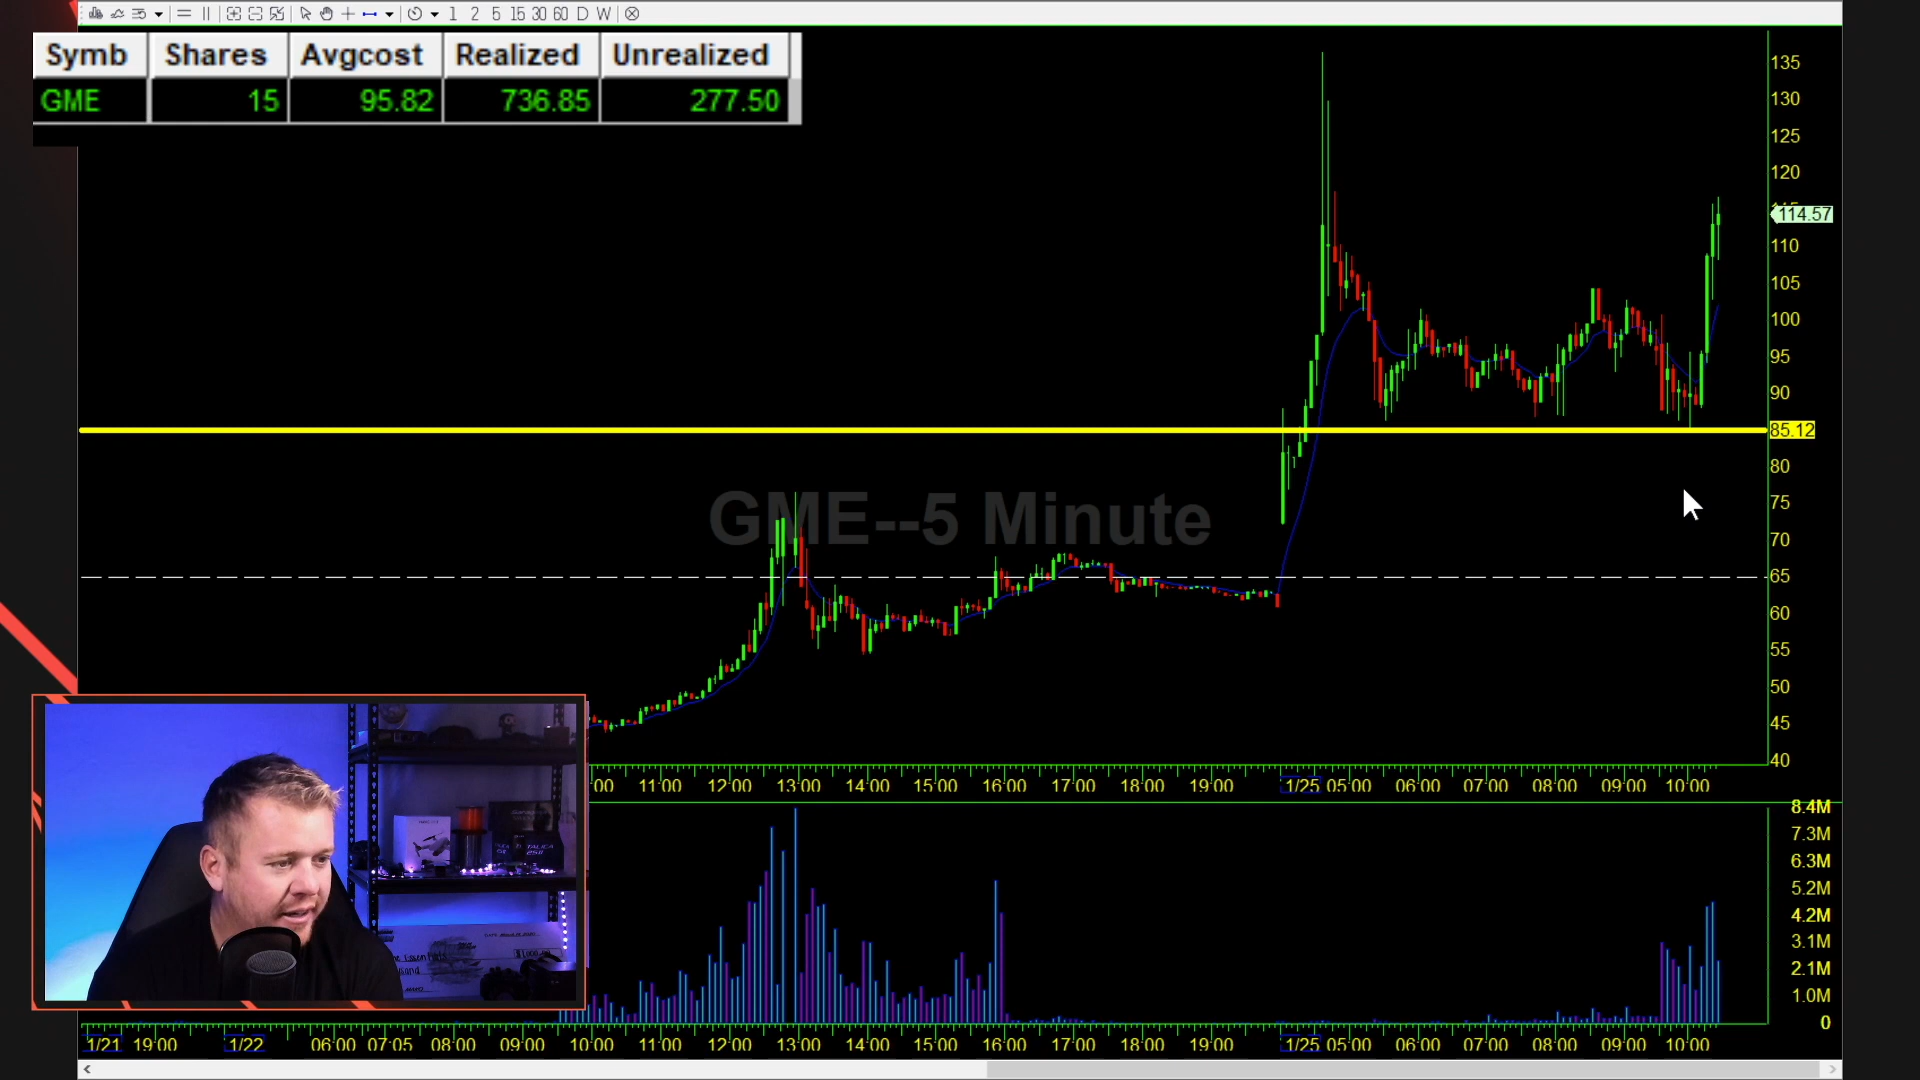 1 2 5 15 30 60 D W
Symb Shares Avgcost Realized Unrealized
GME 15 95.82 736.85 277.50
135
130
125
120
114.57
110
105
100
95
90
85.12
80
GME--5 Minute
75
70
65
60
55
50
45
40
:00 11:00 12:00 13:00 14:00 15:00 16:00 17:00 18:00 19:00 1/25 05:00 06:00 07:00 08:00 09:00 10:00
8.4M
7.3M
6.3M
5.2M
4.2M
3.1M
2.1M
1.0M
0
1/21 19:00 1/22 06:00 07:05 08:00 09:00 10:00 11:00 12:00 13:00 14:00 15:00 16:00 17:00 18:00 19:00 1/25 05:00 06:00 07:00 08:00 09:00 10:00